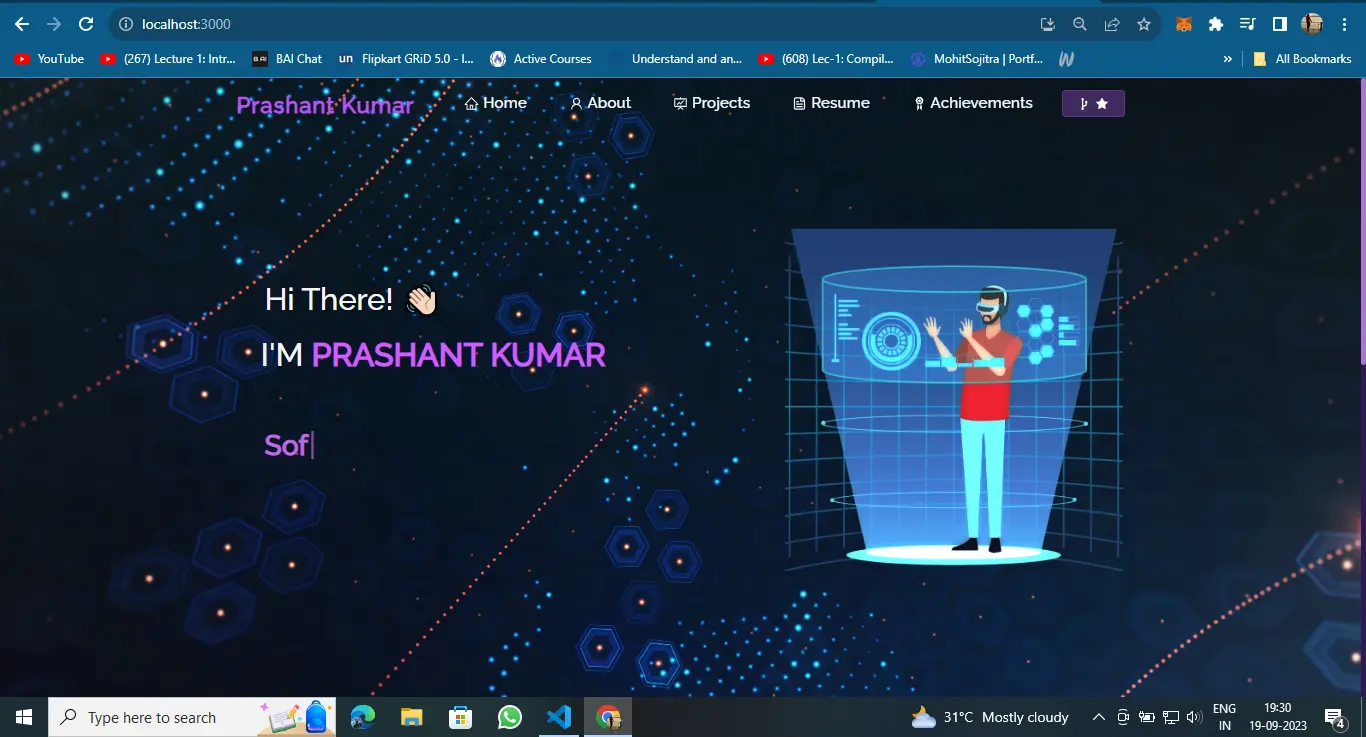 localhost:3000
YouTube
(267) Lecture 1: Intr...
BAI
BAI Chat
un
Flipkart GRiD 5.0 - I...
Active Courses
Understand and an...
(608) Lec-1: Compil...
MohitSojitra | Portf...
»
All Bookmarks
Prashant Kumar
Home
About
Projects
Resume
Achievements
Hi There! 👋🏻
I'M PRASHANT KUMAR
Sof|
Type here to search
31°C Mostly cloudy
ENG
IN
19:30
19-09-2023
4